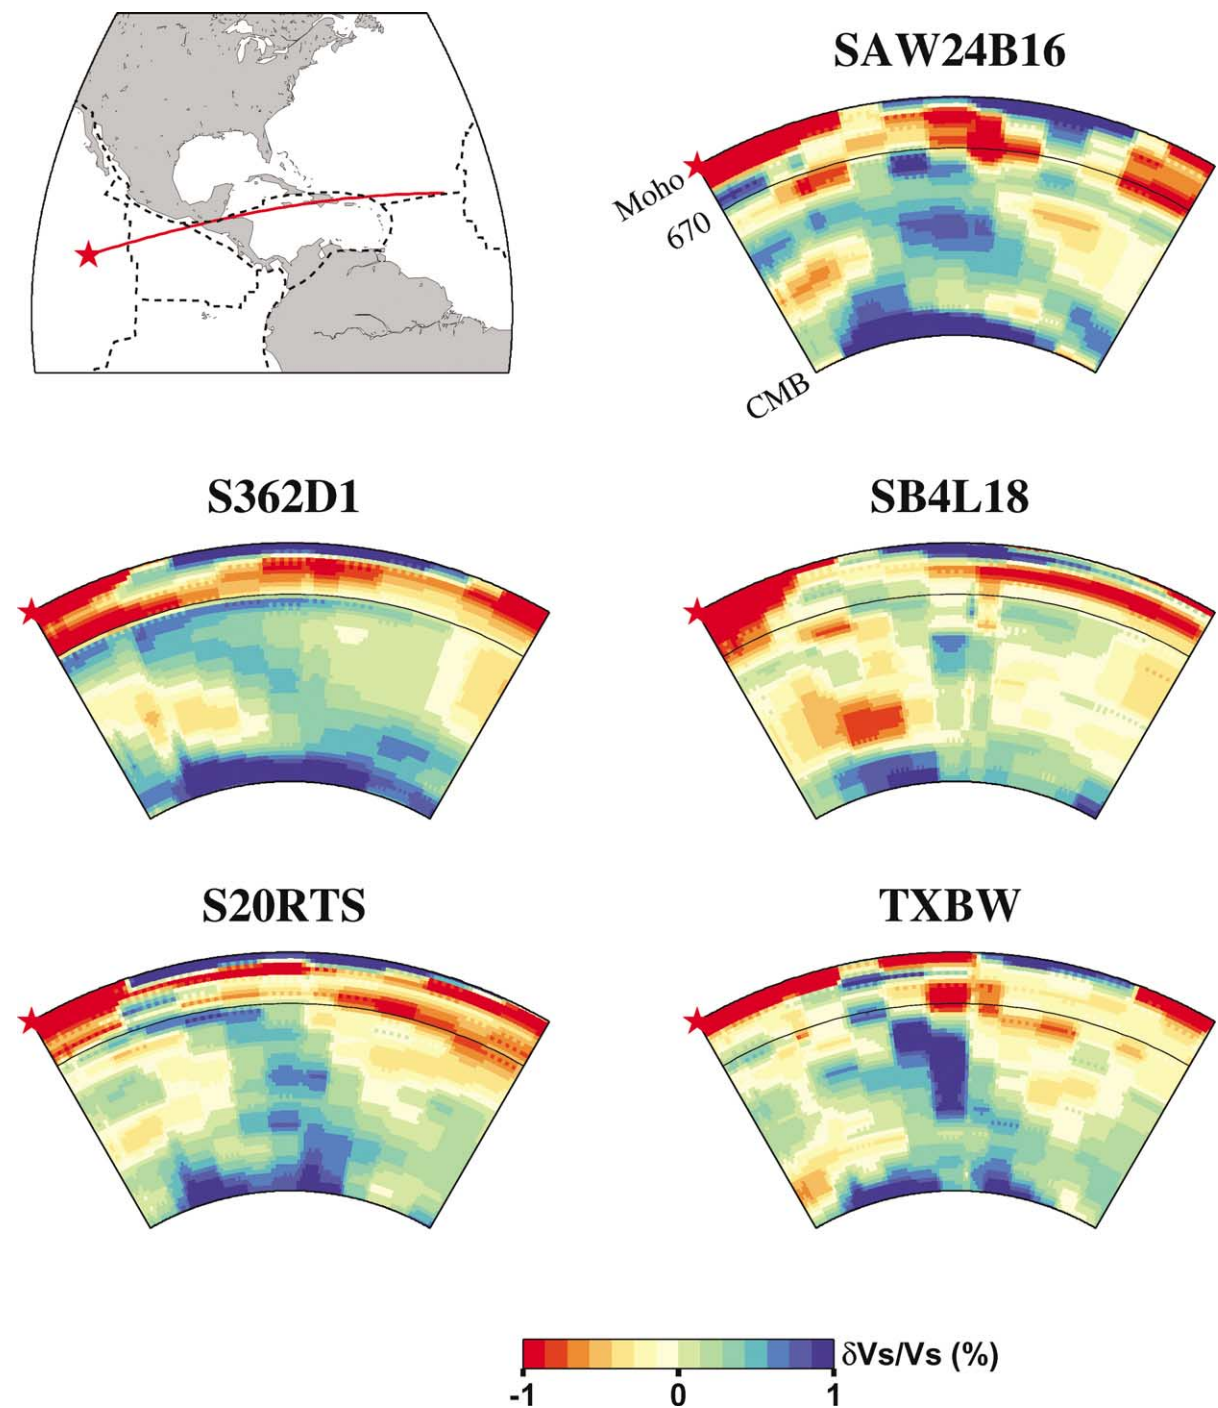 SAW24B16
Moho
670
CMB
S362D1
SB4L18
S20RTS
TXBW
δVs/Vs (%)
-1 0 1